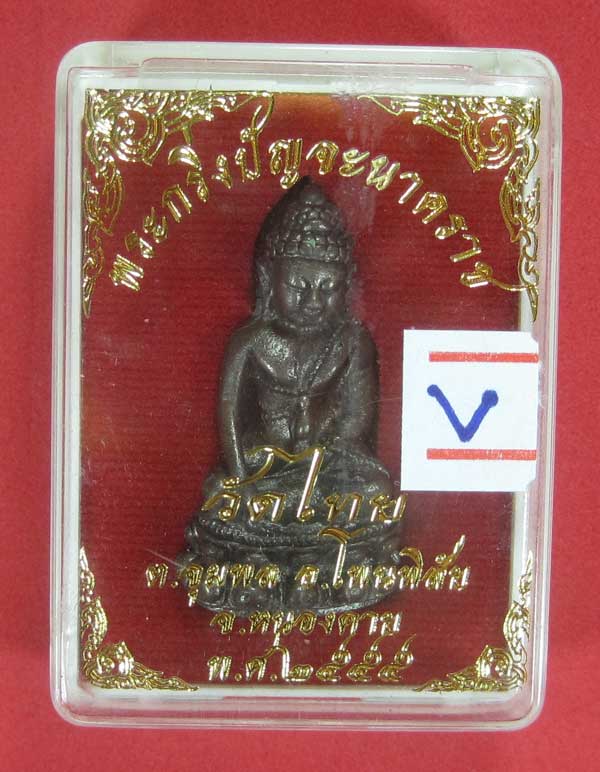 พระกริ่งปัญจะนาคราช
V
วัดไทย
ต.จุมพล อ.โพนพิสัย
จ.หนองคาย
พ.ศ.๒๕๕๕